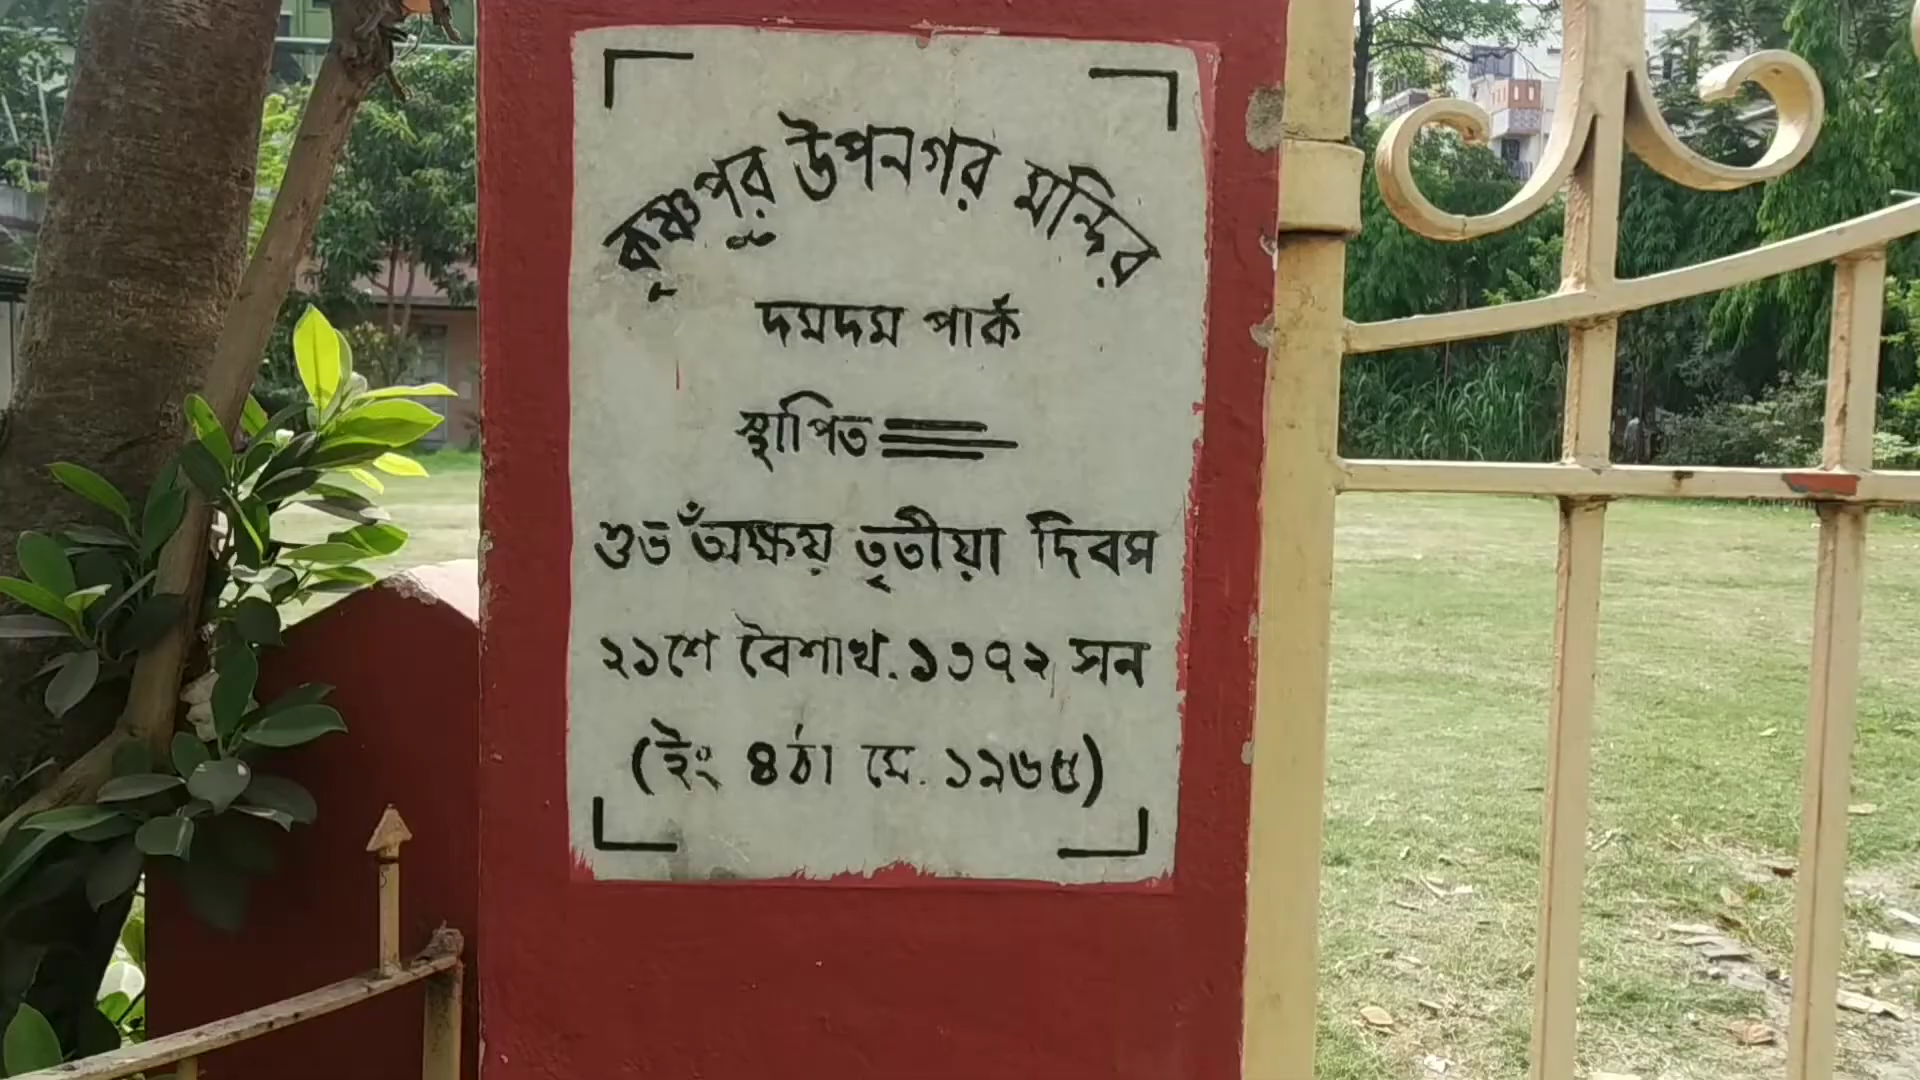 কৃষ্ণপুর উপনগর মন্দির
দমদম পার্ক
স্থাপিত
শুভ ঁঅক্ষয় তৃতীয়া দিবস
২১শে বৈশাখ. ১৩৭২ সন
(ইং ৪ঠা মে. ১৯৬৫)